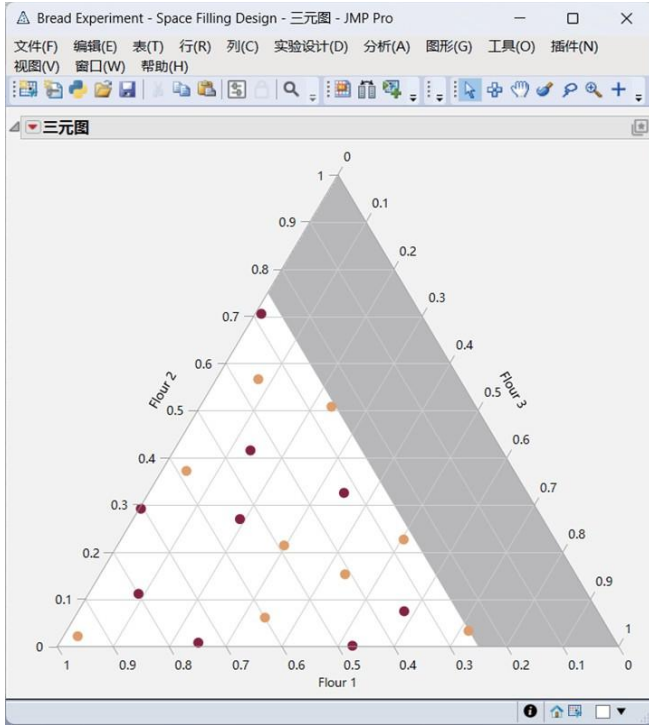 Bread Experiment - Space Filling Design - 三元图 - JMP Pro
文件(F) 编辑(E) 表(T) 行(R) 列(C) 实验设计(D) 分析(A) 图形(G) 工具(O) 插件(N)
视图(V) 窗口(W) 帮助(H)
三元图
0
1
0.1
0.9
0.2
0.8
0.3
0.7
0.4
0.6
Flour 2
Flour 3
0.5
0.5
0.6
0.4
0.7
0.3
0.8
0.2
0.9
0.1
1
0
1 0.9 0.8 0.7 0.6 0.5 0.4 0.3 0.2 0.1 0
Flour 1